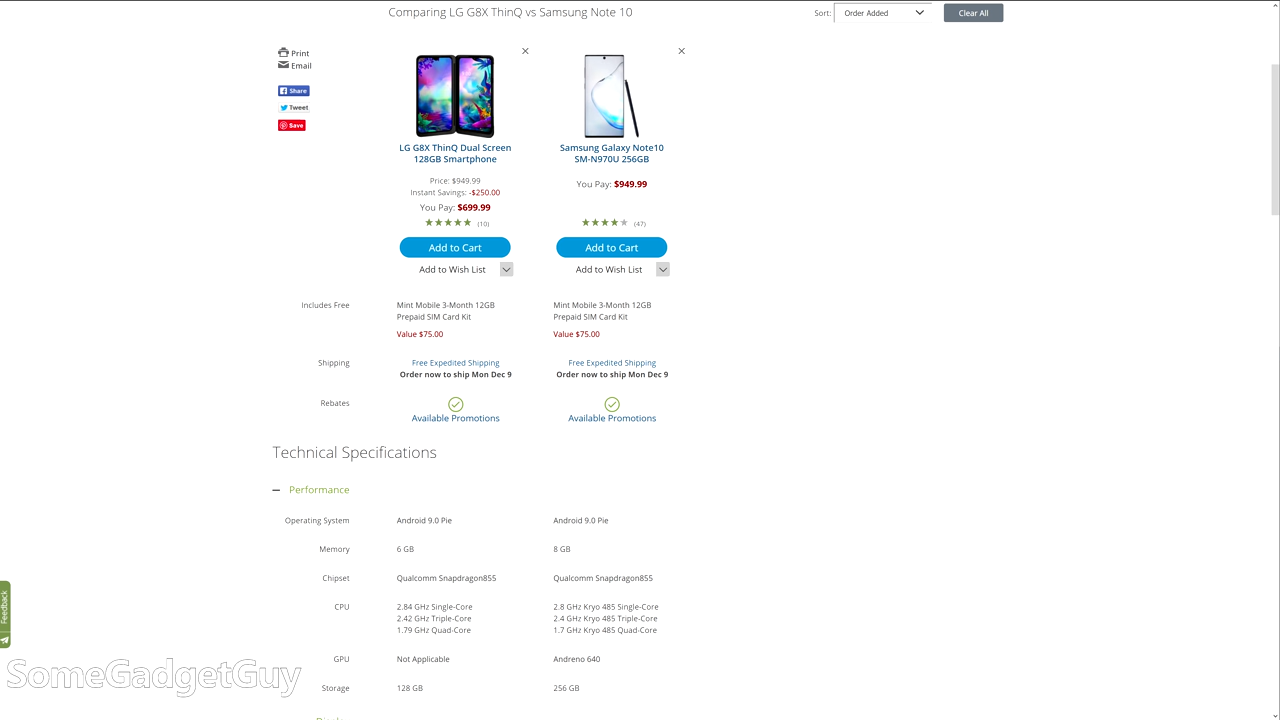 Comparing LG G8X ThinQ vs Samsung Note 10
Sort: Order Added
Clear All
Print
Email
Share
Tweet
Save
LG G8X ThinQ Dual Screen
128GB Smartphone
Price: $949.99
Instant Savings: -$250.00
You Pay: $699.99
(10)
Add to Cart
Add to Wish List
Samsung Galaxy Note10
SM-N970U 256GB
You Pay: $949.99
(47)
Add to Cart
Add to Wish List
Includes Free
Mint Mobile 3-Month 12GB
Prepaid SIM Card Kit
Value $75.00
Mint Mobile 3-Month 12GB
Prepaid SIM Card Kit
Value $75.00
Shipping
Free Expedited Shipping
Order now to ship Mon Dec 9
Free Expedited Shipping
Order now to ship Mon Dec 9
Rebates
Available Promotions
Available Promotions
Technical Specifications
Performance
Operating System Android 9.0 Pie Android 9.0 Pie
Memory 6 GB 8 GB
Chipset Qualcomm Snapdragon855 Qualcomm Snapdragon855
CPU 2.84 GHz Single-Core 2.8 GHz Kryo 485 Single-Core
2.42 GHz Triple-Core 2.4 GHz Kryo 485 Triple-Core
1.79 GHz Quad-Core 1.7 GHz Kryo 485 Quad-Core
GPU Not Applicable Andreno 640
Storage 128 GB 256 GB
Feedback
SomeGadgetGuy